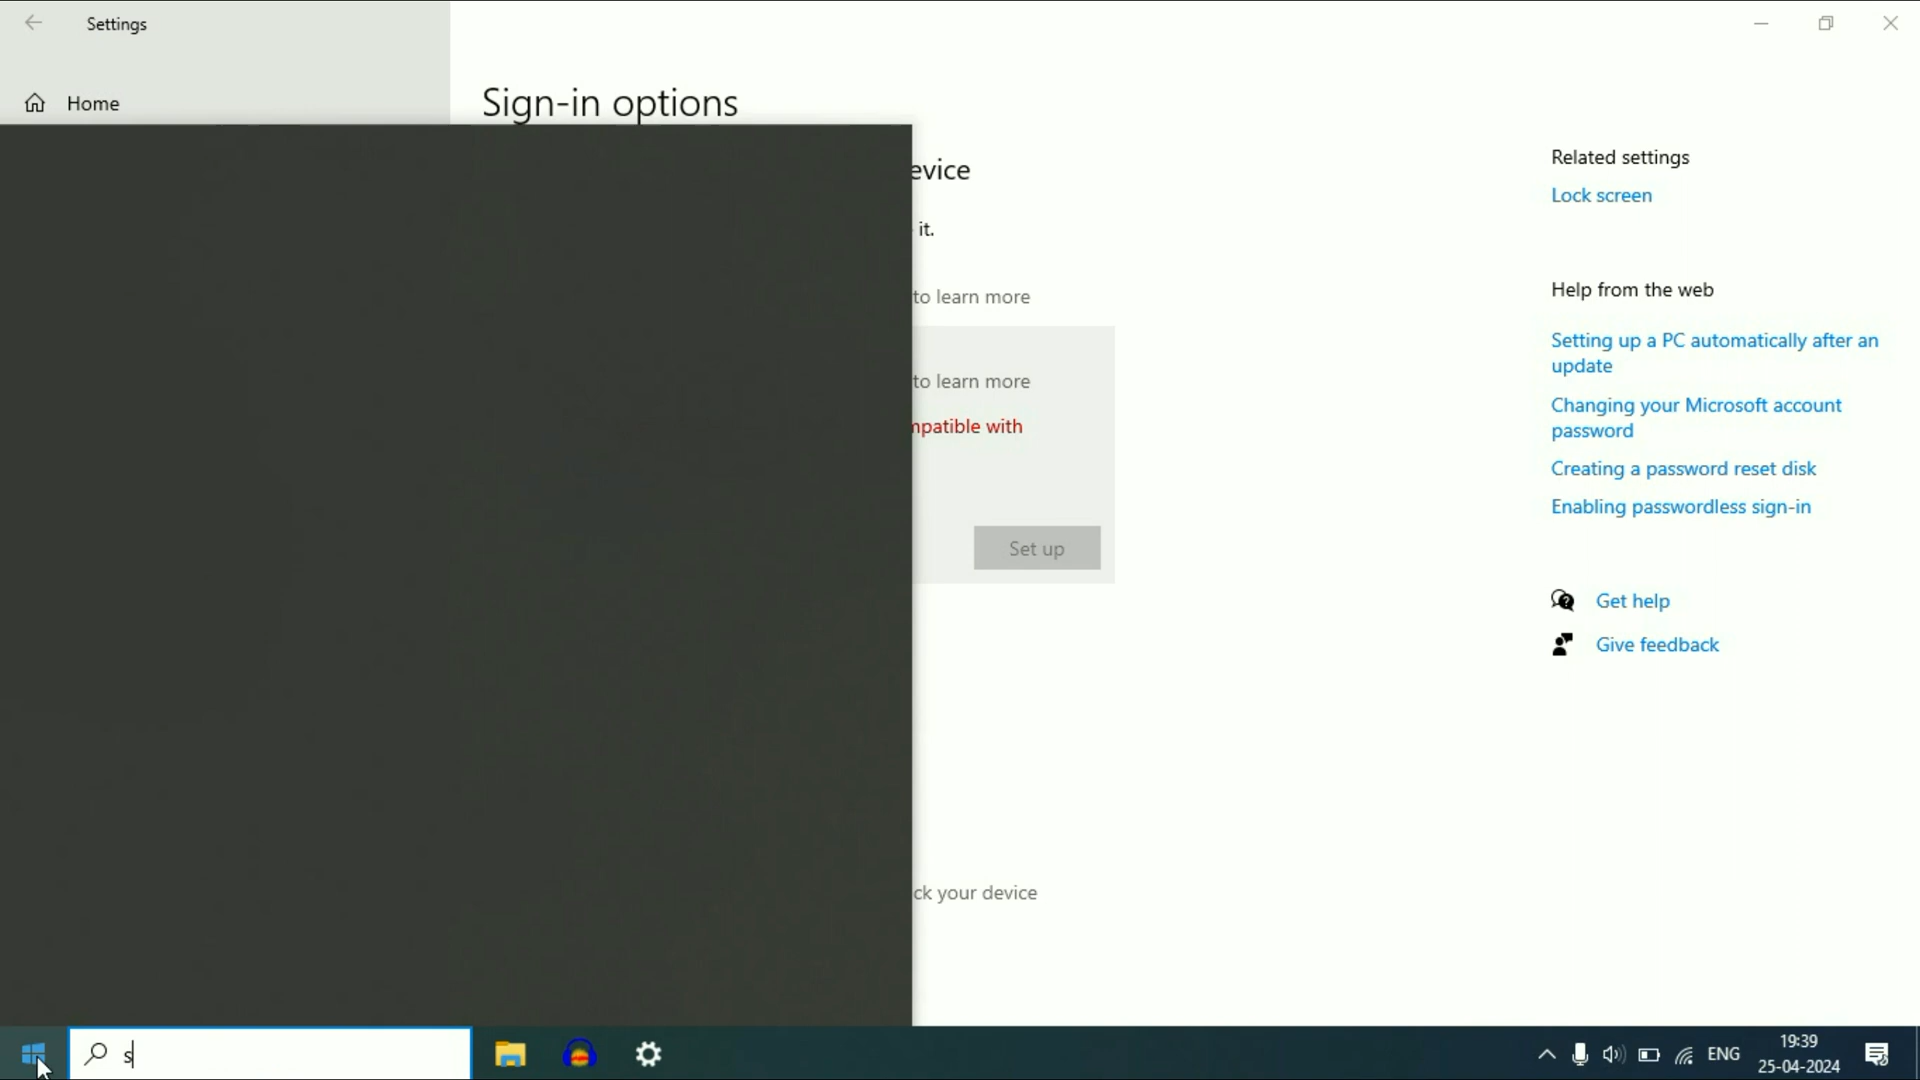 Settings
Home
Sign-in options
evice
it.
to learn more
to learn more
mpatible with
Set up
ck your device
Related settings
Lock screen
Help from the web
Setting up a PC automatically after an
update
Changing your Microsoft account
password
Creating a password reset disk
Enabling passwordless sign-in
Get help
Give feedback
s
ENG
19:39
25-04-2024